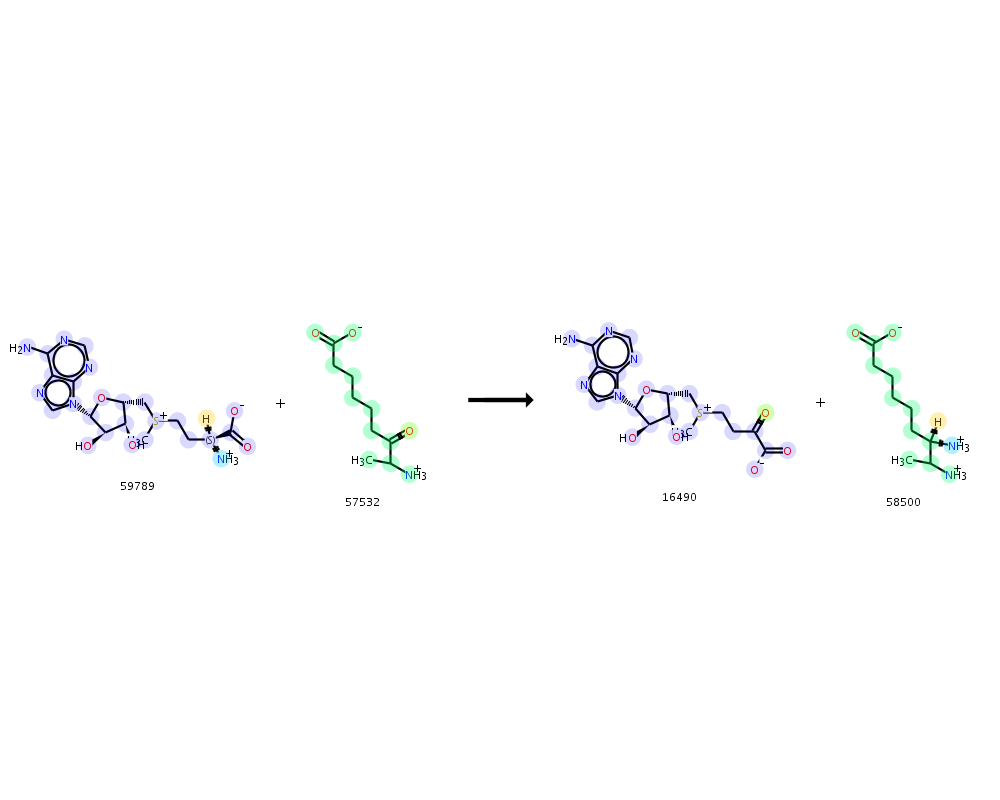 H₂N N N N N N O HO OH H₃C S⁺ H (S) NH₃⁺ O⁻ O
59789
+
O O⁻ O H₃C NH₃⁺
57532
H₂N N N N N N O HO OH H₃C S⁺ O O O⁻
16490
+
O O⁻ H NH₃⁺ H₃C NH₃⁺
58500